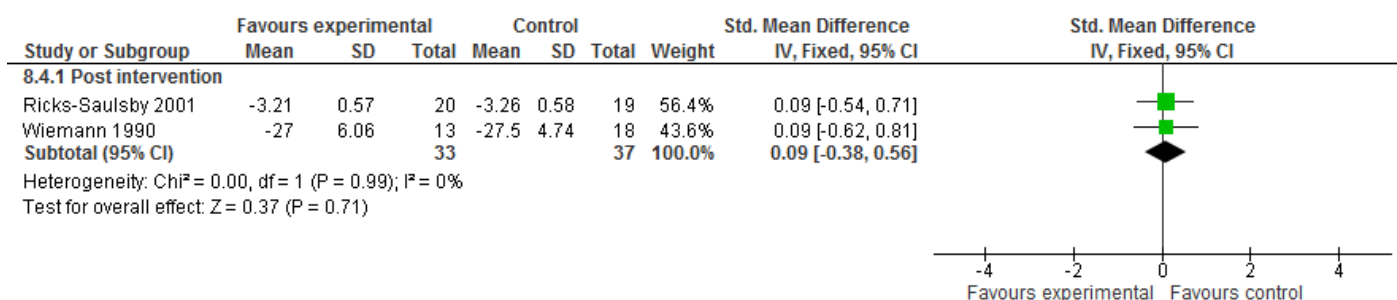 Favours experimental Control Std. Mean Difference Std. Mean Difference
Study or Subgroup Mean SD Total Mean SD Total Weight IV, Fixed, 95% CI IV, Fixed, 95% CI
8.4.1 Post intervention
Ricks-Saulsby 2001 -3.21 0.57 20 -3.26 0.58 19 56.4% 0.09 [-0.54, 0.71]
Wiemann 1990 -27 6.06 13 -27.5 4.74 18 43.6% 0.09 [-0.62, 0.81]
Subtotal (95% CI) 33 37 100.0% 0.09 [-0.38, 0.56]
Heterogeneity: Chi² = 0.00, df = 1 (P = 0.99); I² = 0%
Test for overall effect: Z = 0.37 (P = 0.71)
-4 -2 0 2 4
Favours experimental Favours control